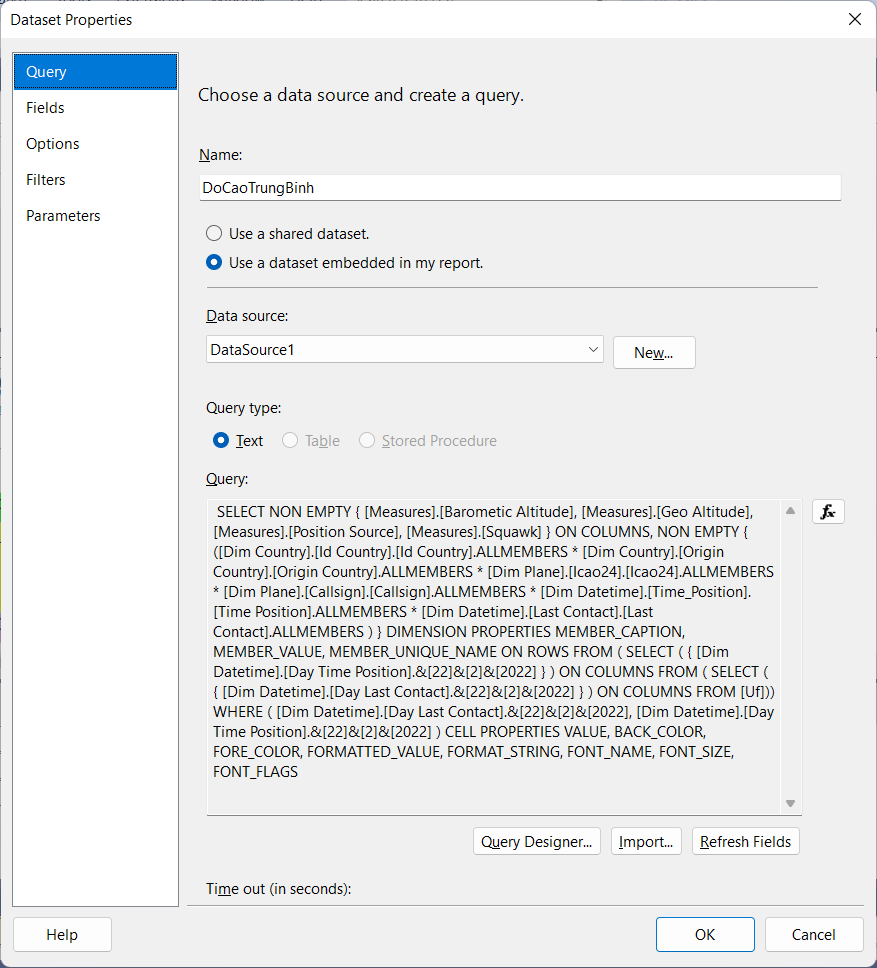 Dataset Properties
Query
Fields
Options
Filters
Parameters
Choose a data source and create a query.
Name:
DoCaoTrungBinh
Use a shared dataset.
Use a dataset embedded in my report.
Data source:
DataSource1
New...
Query type:
Text
Table
Stored Procedure
Query:
SELECT NON EMPTY { [Measures].[Barometic Altitude], [Measures].[Geo Altitude],
[Measures].[Position Source], [Measures].[Squawk] } ON COLUMNS, NON EMPTY {
([Dim Country].[Id Country].[Id Country].ALLMEMBERS * [Dim Country].[Origin
Country].[Origin Country].ALLMEMBERS * [Dim Plane].[Icao24].[Icao24].ALLMEMBERS
* [Dim Plane].[Callsign].[Callsign].ALLMEMBERS * [Dim Datetime].[Time_Position].
[Time Position].ALLMEMBERS * [Dim Datetime].[Last Contact].[Last
Contact].ALLMEMBERS ) } DIMENSION PROPERTIES MEMBER_CAPTION,
MEMBER_VALUE, MEMBER_UNIQUE_NAME ON ROWS FROM ( SELECT ( { [Dim
Datetime].[Day Time Position].&[22]&[2]&[2022] } ) ON COLUMNS FROM ( SELECT (
{ [Dim Datetime].[Day Last Contact].&[22]&[2]&[2022] } ) ON COLUMNS FROM [Uf]))
WHERE ( [Dim Datetime].[Day Last Contact].&[22]&[2]&[2022], [Dim Datetime].[Day
Time Position].&[22]&[2]&[2022] ) CELL PROPERTIES VALUE, BACK_COLOR,
FORE_COLOR, FORMATTED_VALUE, FORMAT_STRING, FONT_NAME, FONT_SIZE,
FONT_FLAGS
fx
Query Designer...
Import...
Refresh Fields
Time out (in seconds):
Help
OK
Cancel